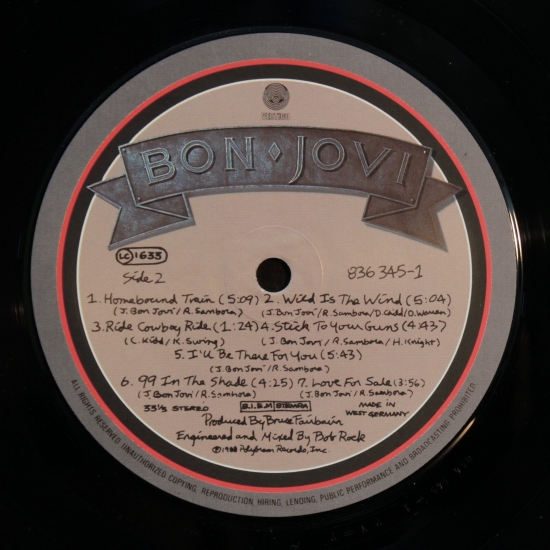 VERTIGO
BON • JOVI
LC 1633
Side 2
836 345-1
1. Homebound Train (5:09) 2. Wild Is The Wind (5:04)
(J. Bon Jovi/R. Sambora) (J. Bon Jovi/R. Sambora/D. Child/D. Warren)
3. Ride Cowboy Ride (1:24) 4. Stick To Your Guns (4:43)
(C. Kidd/K. Swing) (J. Bon Jovi/R. Sambora/H. Knight)
5. I'll Be There For You (5:43)
(J. Bon Jovi/R. Sambora)
6. 99 In The Shade (4:25) 7. Love For Sale (3:56)
(J. Bon Jovi/R. Sambora) (J. Bon Jovi/R. Sambora)
33⅓ STEREO
B.I.E.M/STEMRA
MADE IN
WEST GERMANY
Produced By Bruce Fairbairn
Engineered and Mixed By Bob Rock
℗1988 Polygram Records, Inc.
ALL RIGHTS RESERVED. UNAUTHORIZED COPYING, REPRODUCTION, HIRING, LENDING, PUBLIC PERFORMANCE AND BROADCASTING PROHIBITED.